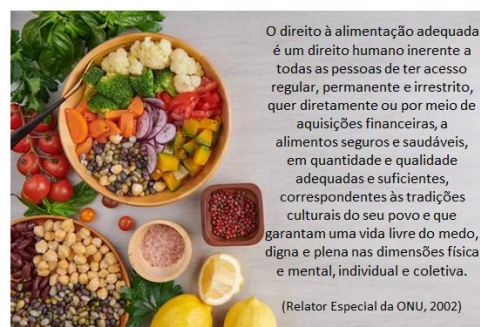 O direito à alimentação adequada
é um direito humano inerente a
todas as pessoas de ter acesso
regular, permanente e irrestrito,
quer diretamente ou por meio de
aquisições financeiras, a
alimentos seguros e saudáveis,
em quantidade e qualidade
adequadas e suficientes,
correspondentes às tradições
culturais do seu povo e que
garantam uma vida livre do medo,
digna e plena nas dimensões física
e mental, individual e coletiva.
(Relator Especial da ONU, 2002)